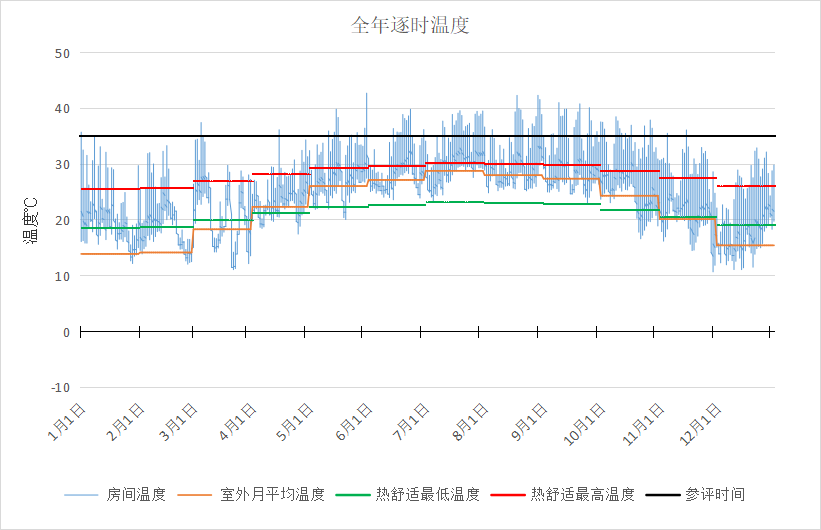 全年逐时温度
50
40
30
20
10
0
-10
温度℃
1月1日
2月1日
3月1日
4月1日
5月1日
6月1日
7月1日
8月1日
9月1日
10月1日
11月1日
12月1日
房间温度 室外月平均温度 热舒适最低温度 热舒适最高温度 参评时间